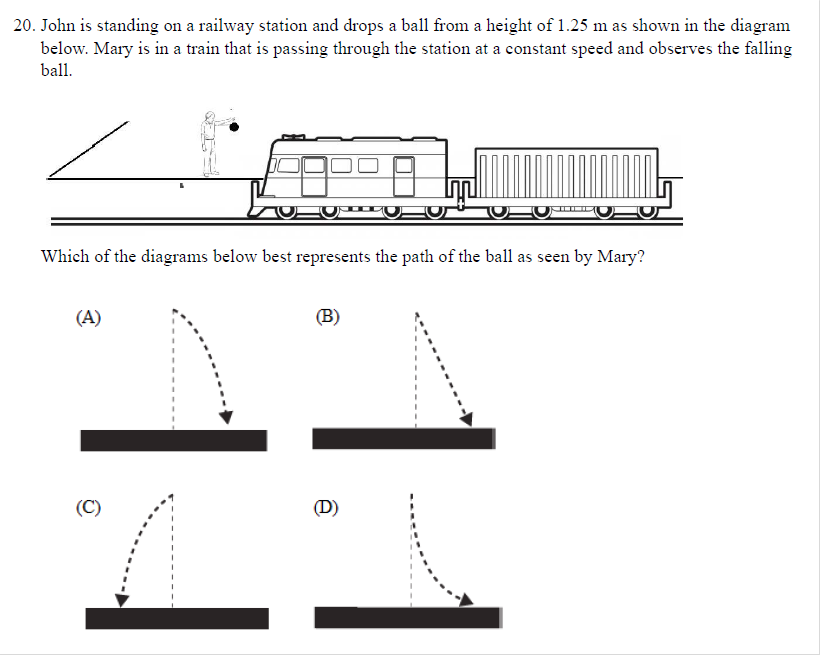 20. John is standing on a railway station and drops a ball from a height of 1.25 m as shown in the diagram
below. Mary is in a train that is passing through the station at a constant speed and observes the falling
ball.
Which of the diagrams below best represents the path of the ball as seen by Mary?
(A)
(B)
(C)
(D)